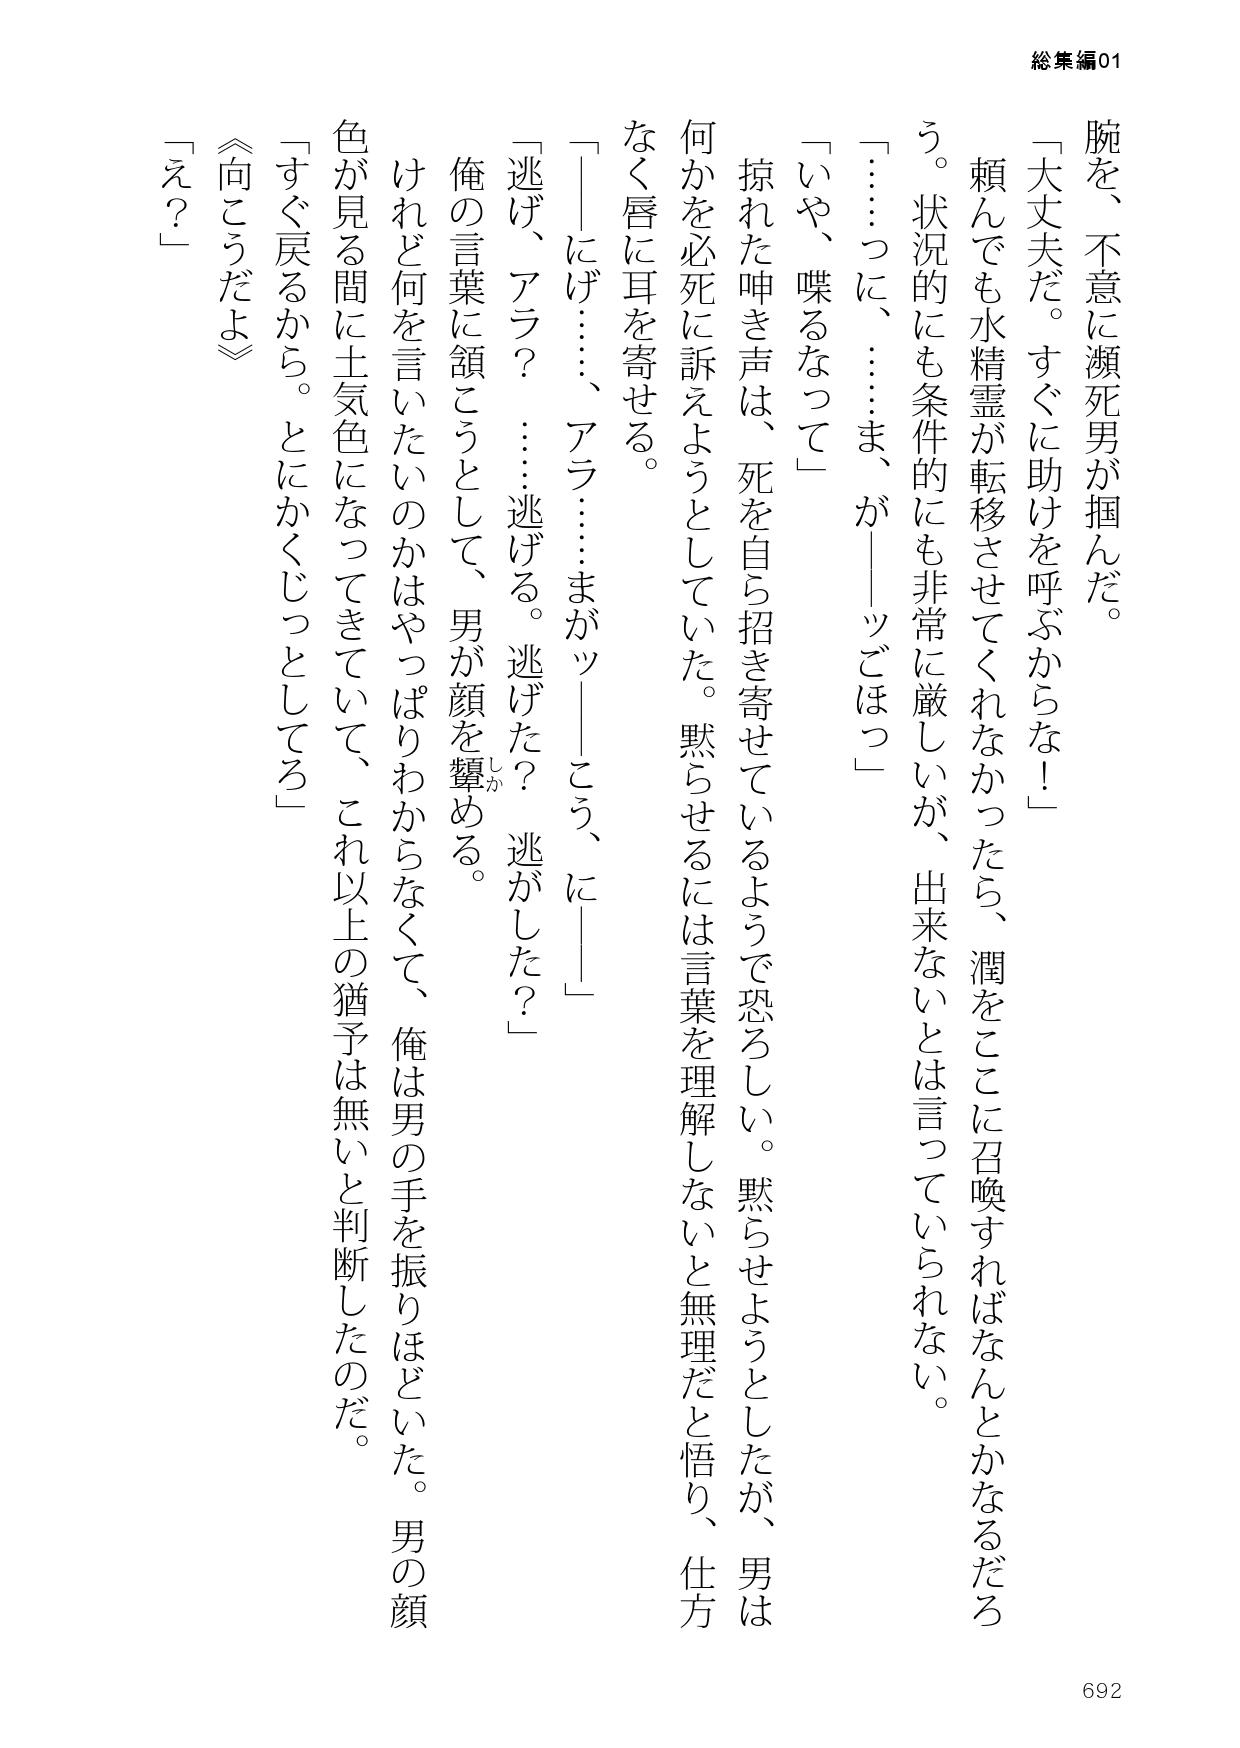 総集編01
腕を、不意に瀕死男が掴んだ。
「大丈夫だ。すぐに助けを呼ぶからな！」
　頼んでも水精霊が転移させてくれなかったら、潤をここに召喚すればなんとかなるだろ
う。状況的にも条件的にも非常に厳しいが、出来ないとは言っていられない。
「……つに、……ま、が――ッごほっ」
「いや、喋るなって」
　掠れた呻き声は、死を自ら招き寄せているようで恐ろしい。黙らせようとしたが、男は
何かを必死に訴えようとしていた。黙らせるには言葉を理解しないと無理だと悟り、仕方
なく唇に耳を寄せる。
「――にげ……、アラ……まがッ――こう、に――」
「逃げ、アラ？　……逃げる。逃げた？　逃がした？」
　俺の言葉に頷こうとして、男が顔を顰める。
しか
　けれど何を言いたいのかはやっぱりわからなくて、俺は男の手を振りほどいた。男の顔
色が見る間に土気色になってきていて、これ以上の猶予は無いと判断したのだ。
「すぐ戻るから。とにかくじっとしてろ」
《向こうだよ》
「え？」
692